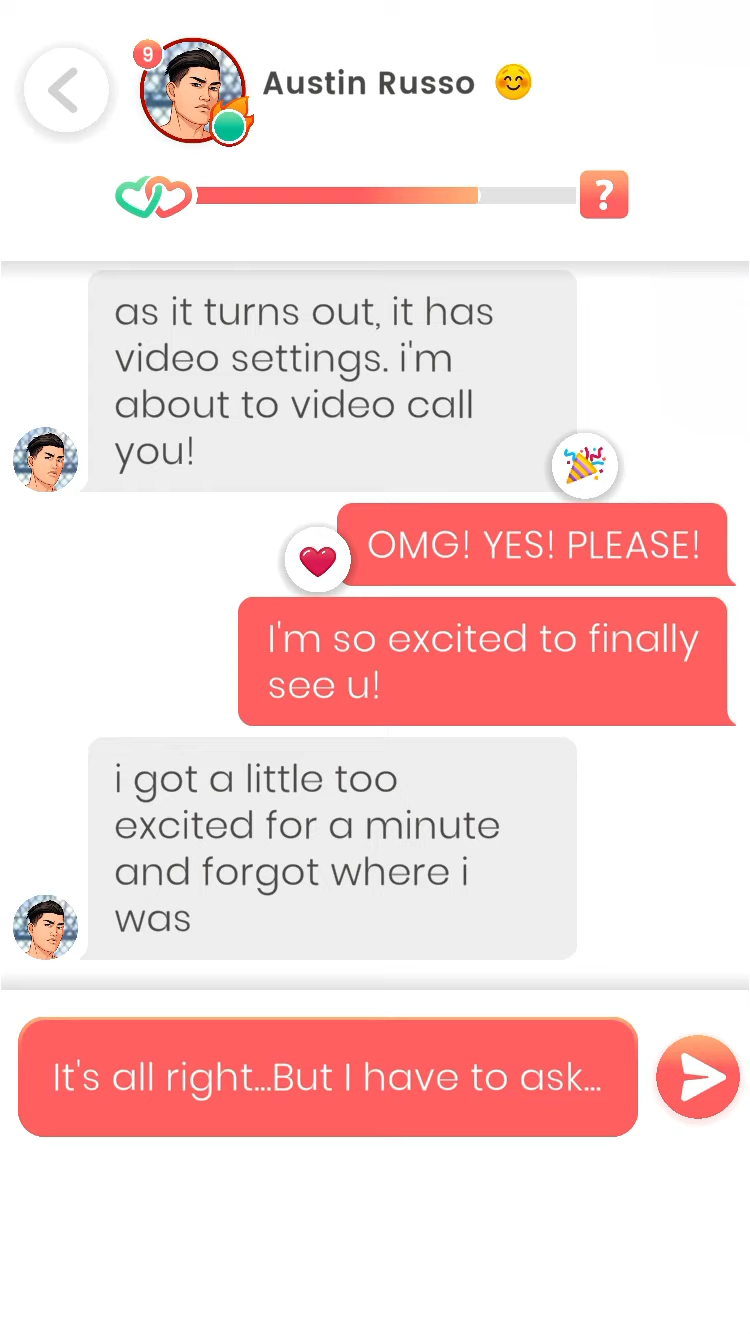 9
Austin Russo 😊
?
as it turns out, it has
video settings. i'm
about to video call
you!
OMG! YES! PLEASE!
I'm so excited to finally
see u!
i got a little too
excited for a minute
and forgot where i
was
It's all right...But I have to ask...